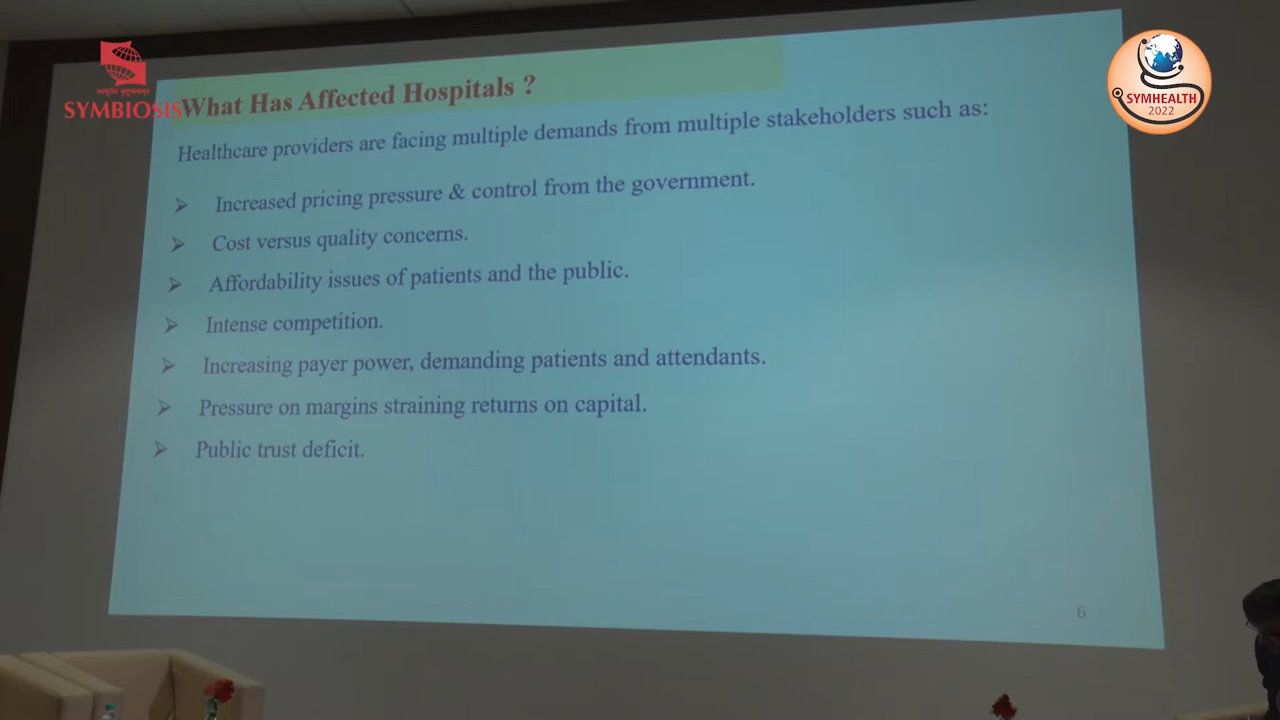 SYMBIOSIS
What Has Affected Hospitals ?
Healthcare providers are facing multiple demands from multiple stakeholders such as:
➢ Increased pricing pressure & control from the government.
➢ Cost versus quality concerns.
➢ Affordability issues of patients and the public.
➢ Intense competition.
➢ Increasing payer power, demanding patients and attendants.
➢ Pressure on margins straining returns on capital.
➢ Public trust deficit.
6
SYMHEALTH
2022